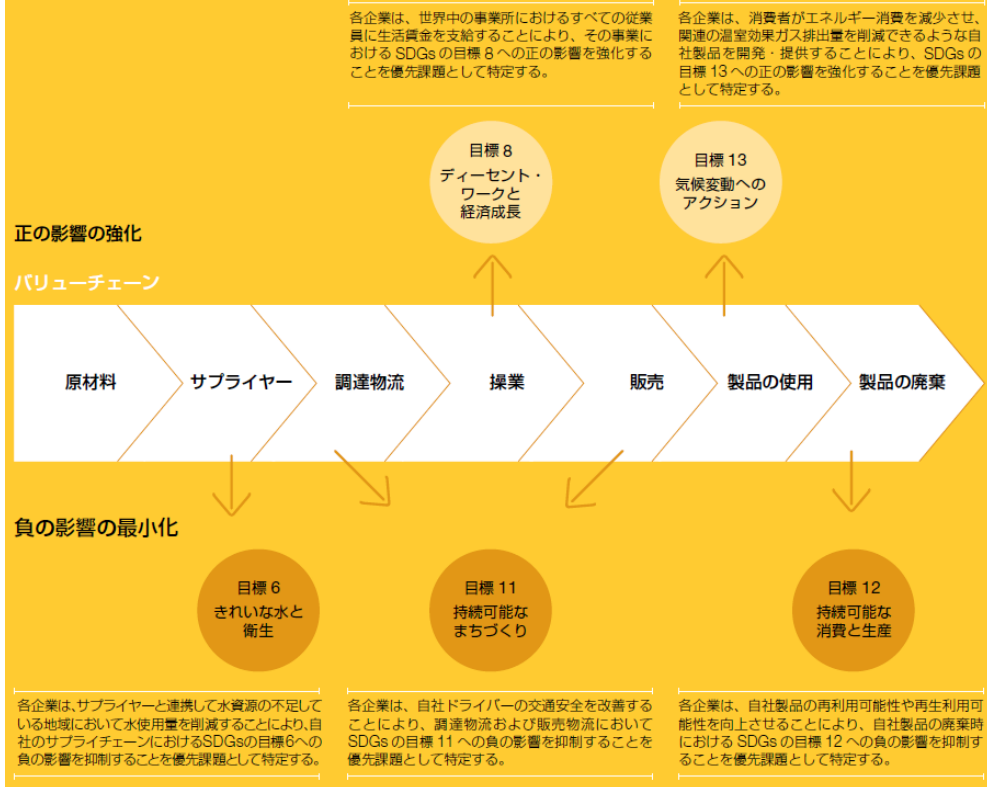 各企業は、世界中の事業所におけるすべての従業
員に生活賃金を支給することにより、その事業に
おける SDGs の目標 8 への正の影響を強化する
ことを優先課題として特定する。
各企業は、消費者がエネルギー消費を減少させ、
関連の温室効果ガス排出量を削減できるような自
社製品を開発・提供することにより、SDGs の
目標 13 への正の影響を強化することを優先課題
として特定する。
目標 8
ディーセント・
ワークと
経済成長
目標 13
気候変動への
アクション
正の影響の強化
バリューチェーン
原材料
サプライヤー
調達物流
操業
販売
製品の使用
製品の廃棄
負の影響の最小化
目標 6
きれいな水と
衛生
目標 11
持続可能な
まちづくり
目標 12
持続可能な
消費と生産
各企業は、サプライヤーと連携して水資源の不足して
いる地域において水使用量を削減することにより、自
社のサプライチェーンにおけるSDGsの目標6への
負の影響を抑制することを優先課題として特定する。
各企業は、自社ドライバーの交通安全を改善する
ことにより、調達物流および販売物流において
SDGs の目標 11 への負の影響を抑制することを
優先課題として特定する。
各企業は、自社製品の再利用可能性や再生利用可
能性を向上させることにより、自社製品の廃棄時
における SDGs の目標 12 への負の影響を抑制す
ることを優先課題として特定する。